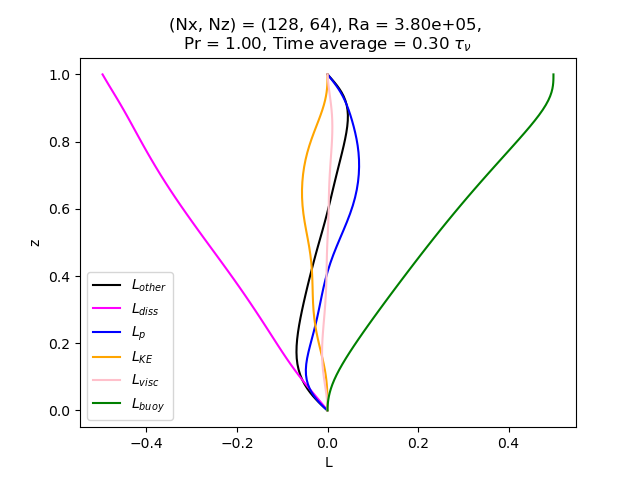 (Nx, Nz) = (128, 64), Ra = 3.80e+05,
Pr = 1.00, Time average = 0.30 τν
1.0
0.8
0.6
z
0.4
0.2
0.0
L_other
L_diss
L_p
L_KE
L_visc
L_buoy
−0.4 −0.2 0.0 0.2 0.4
L